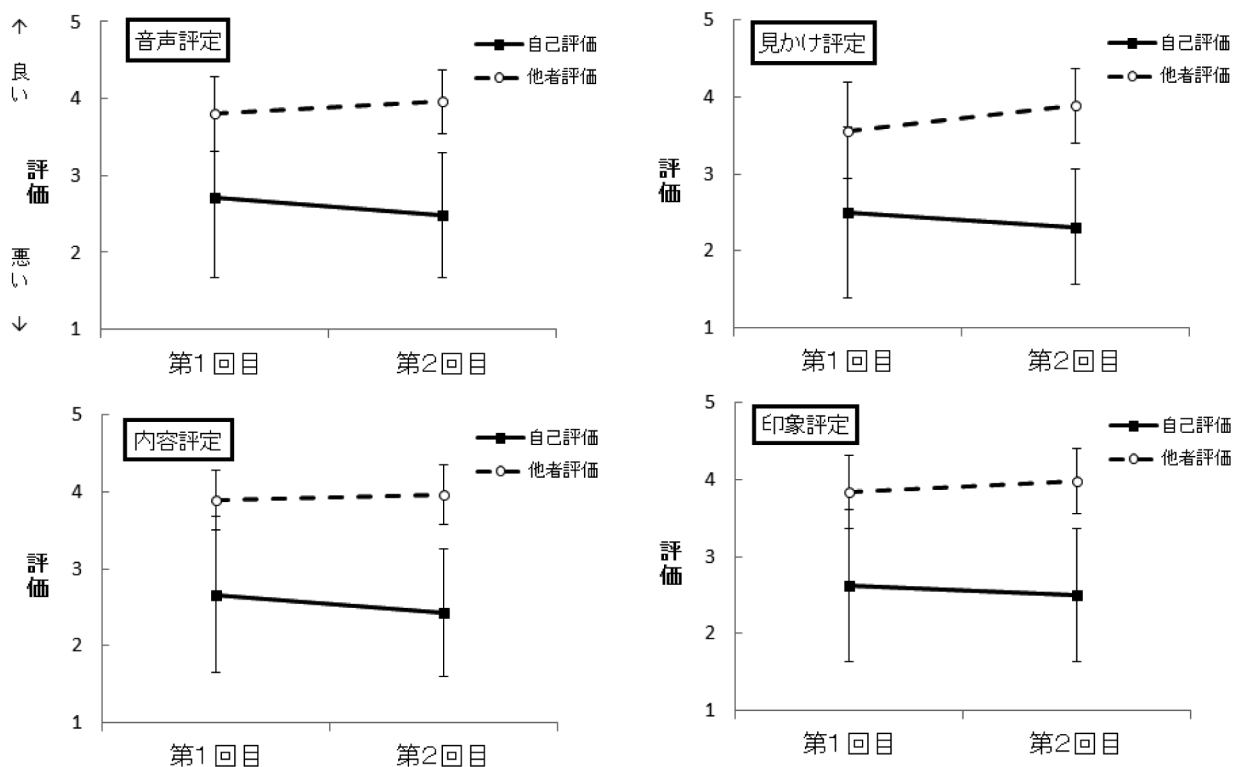 ↑
良い
評価
悪い
↓
音声評定
自己評価
他者評価
5
4
3
2
1
第1回目
第2回目
見かけ評定
自己評価
他者評価
5
4
3
2
1
評価
第1回目
第2回目
内容評定
自己評価
他者評価
5
4
3
2
1
評価
第1回目
第2回目
印象評定
自己評価
他者評価
5
4
3
2
1
評価
第1回目
第2回目